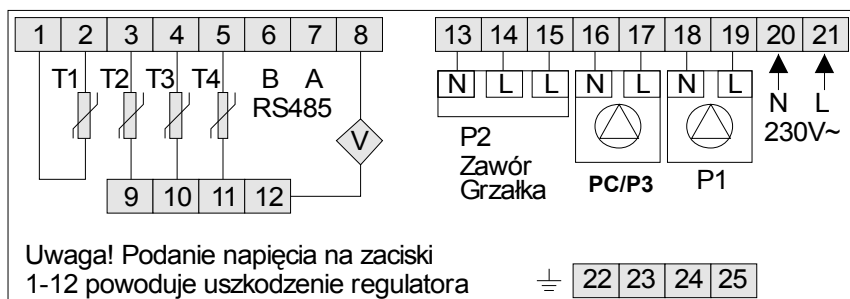 1 2 3 4 5 6 7 8
13 14 15 16 17 18 19 20 21
T1 T2 T3 T4 B A
RS485
V
N L L N L N L
N L
230V~
P2
Zawór
Grzałka
PC/P3
P1
9 10 11 12
Uwaga! Podanie napięcia na zaciski
1-12 powoduje uszkodzenie regulatora
22 23 24 25